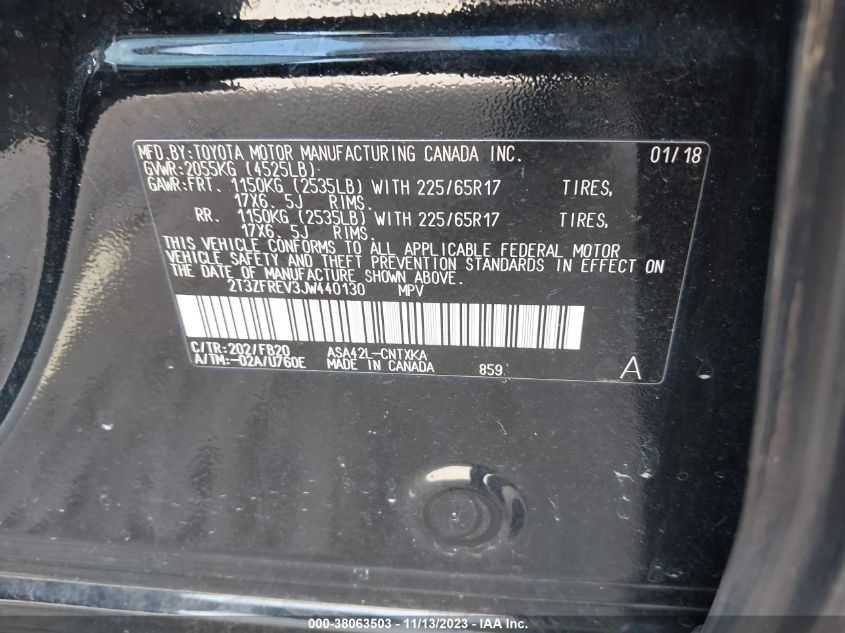 MFD.BY:TOYOTA MOTOR MANUFACTURING CANADA INC. 01/18
GVWR:2055KG (4525LB)
GAWR:FRT. 1150KG (2535LB) WITH 225/65R17 TIRES,
17X6.5J RIMS.
RR. 1150KG (2535LB) WITH 225/65R17 TIRES,
17X6.5J RIMS.
THIS VEHICLE CONFORMS TO ALL APPLICABLE FEDERAL MOTOR
VEHICLE SAFETY AND THEFT PREVENTION STANDARDS IN EFFECT ON
THE DATE OF MANUFACTURE SHOWN ABOVE.
2T3ZFREV3JW440130 MPV
C/TR:202/FB20 ASA42L-CNTXKA
A/TM:-02A/U760E MADE IN CANADA 859 A
000-38063503 - 11/13/2023 - IAA Inc.